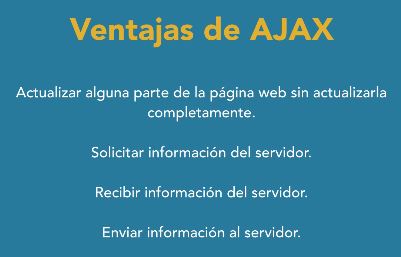 Ventajas de AJAX
Actualizar alguna parte de la página web sin actualizarla
completamente.
Solicitar información del servidor.
Recibir información del servidor.
Enviar información al servidor.